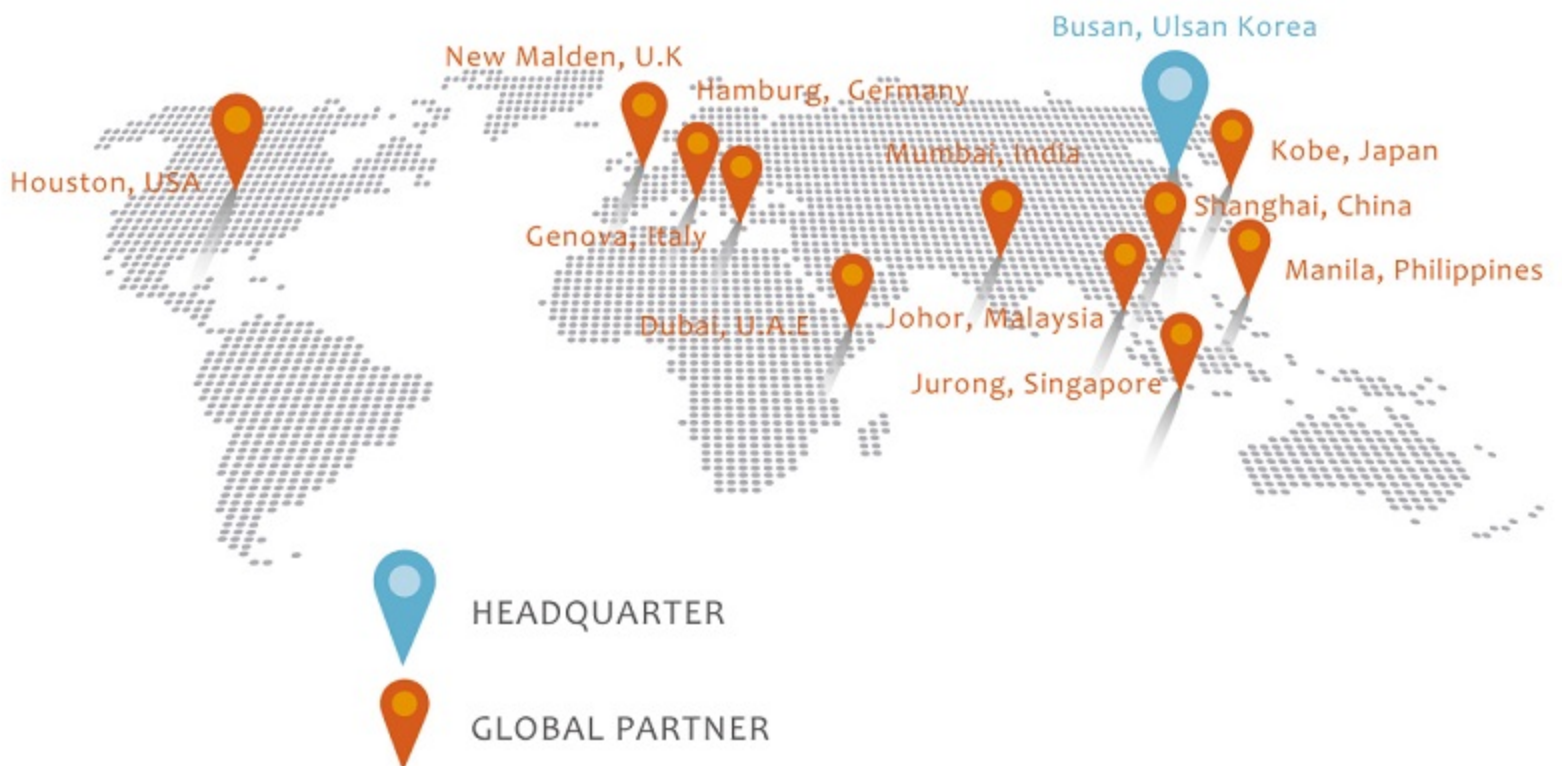 Busan, Ulsan Korea
New Malden, U.K
Hamburg, Germany
Mumbai, India
Kobe, Japan
Houston, USA
Shanghai, China
Genova, Italy
Manila, Philippines
Dubai, U.A.E
Johor, Malaysia
Jurong, Singapore
HEADQUARTER
GLOBAL PARTNER